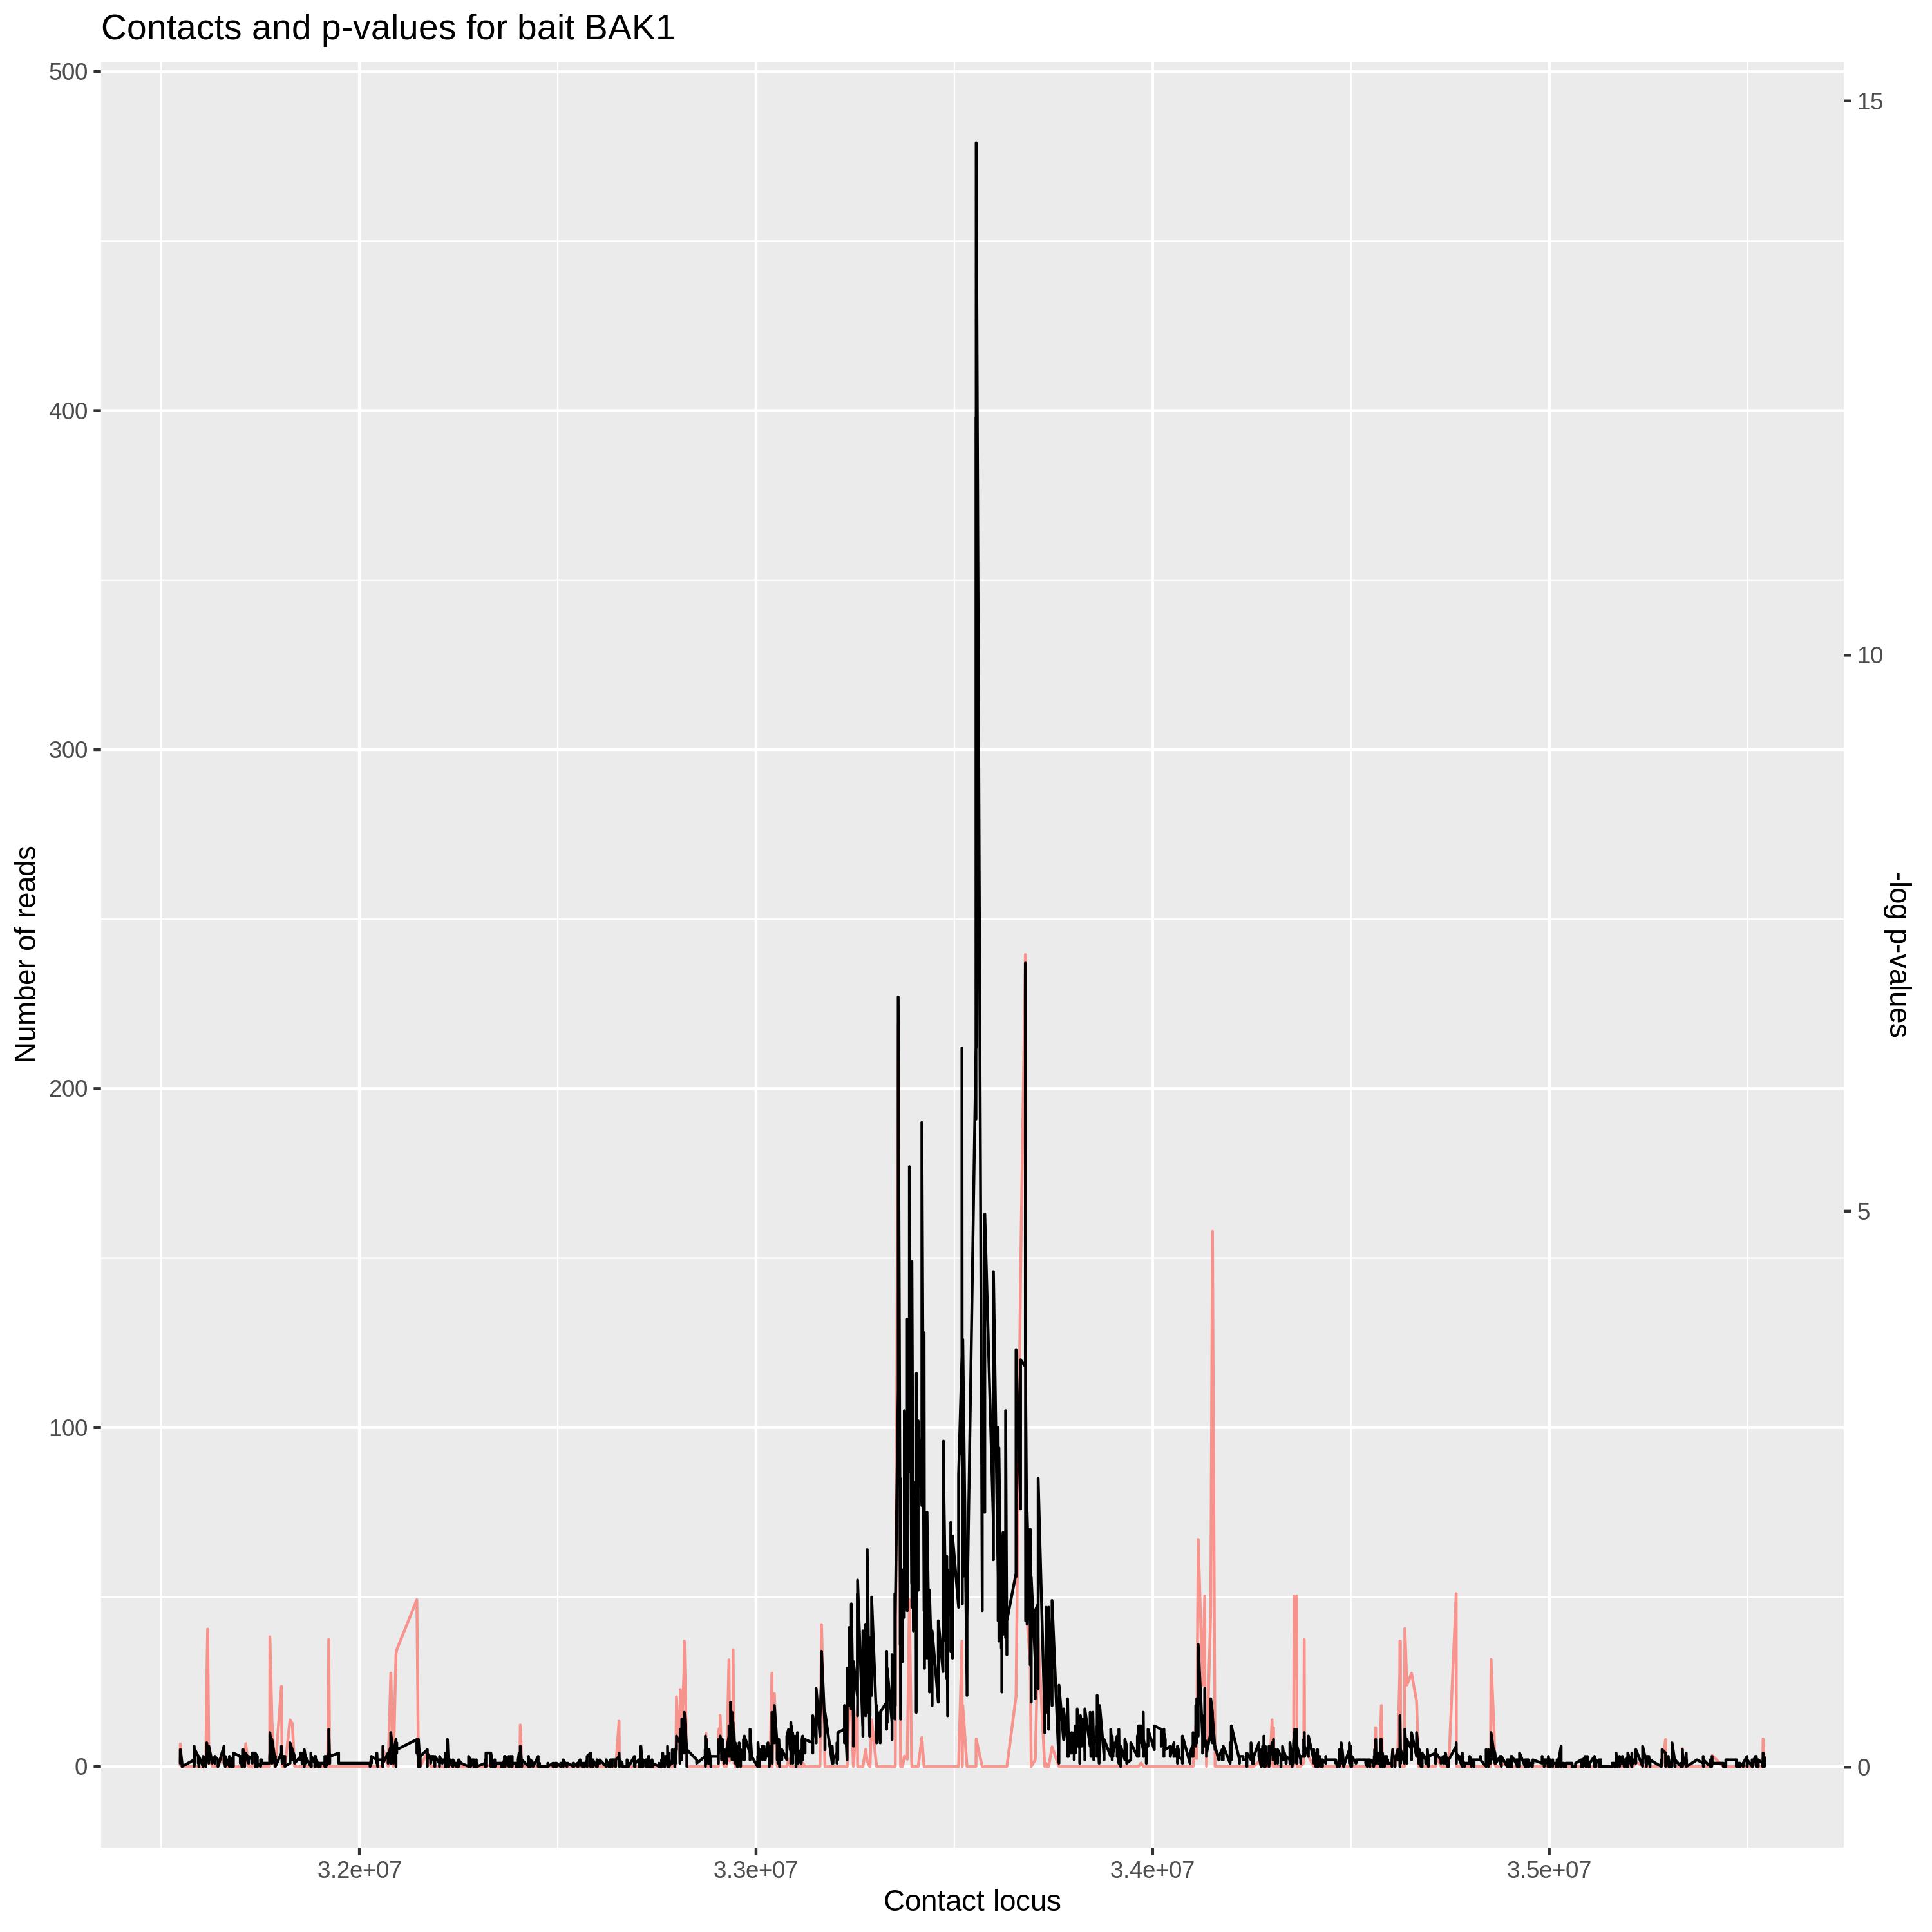 Contacts and p-values for bait BAK1
500
400
300
200
100
0
Number of reads
15
10
5
0
-log p-values
3.2e+07
3.3e+07
3.4e+07
3.5e+07
Contact locus